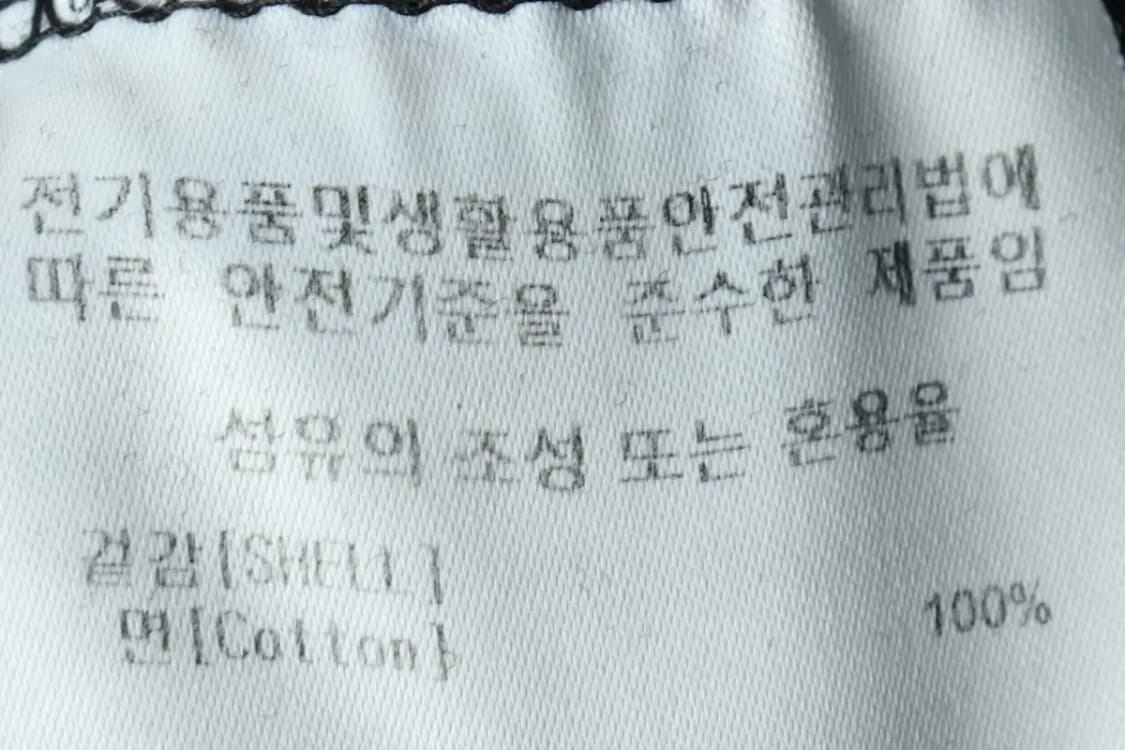 전기용품및생활용품안전관리법에
따른 안전기준을 준수한 제품임
섬유의 조성 또는 혼용율
겉감[SHELL]
면[Cotton] 100%